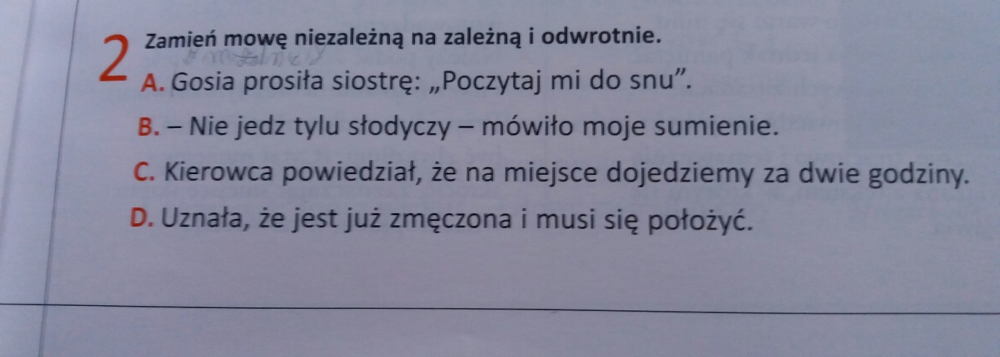 2 Zamień mowę niezależną na zależną i odwrotnie.
A. Gosia prosiła siostrę: „Poczytaj mi do snu”.
B. – Nie jedz tylu słodyczy – mówiło moje sumienie.
C. Kierowca powiedział, że na miejsce dojedziemy za dwie godziny.
D. Uznała, że jest już zmęczona i musi się położyć.